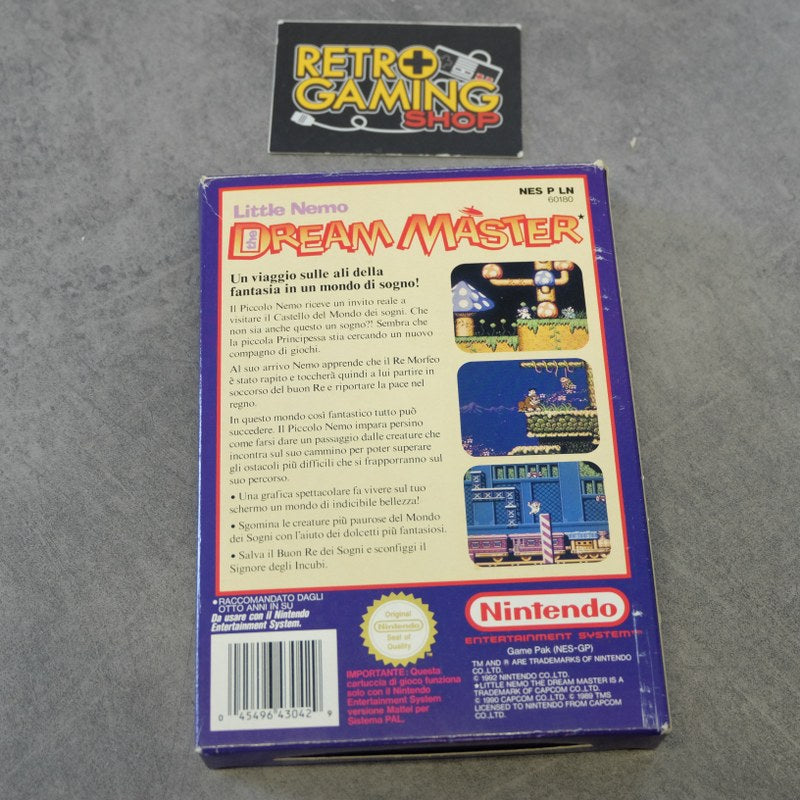 RETRO
GAMING
SHOP
NES P LN
60180
Little Nemo
the DREAM MASTER*
Un viaggio sulle ali della
fantasia in un mondo di sogno!
Il Piccolo Nemo riceve un invito reale a
visitare il Castello del Mondo dei sogni. Che
non sia anche questo un sogno?! Sembra che
la piccola Principessa stia cercando un nuovo
compagno di giochi.
Al suo arrivo Nemo apprende che il Re Morfeo
è stato rapito e toccherà quindi a lui partire in
soccorso del buon Re e riportare la pace nel
regno.
In questo mondo così fantastico tutto può
succedere. Il Piccolo Nemo impara persino
come farsi dare un passaggio dalle creature che
incontra sul suo cammino per poter superare
gli ostacoli più difficili che si frapporranno sul
suo percorso.
• Una grafica spettacolare fa vivere sul tuo
schermo un mondo di indicibile bellezza!
• Sgomina le creature più paurose del Mondo
dei Sogni con l'aiuto dei dolcetti più fantasiosi.
• Salva il Buon Re dei Sogni e sconfiggi il
Signore degli Incubi.
• RACCOMANDATO DAGLI
OTTO ANNI IN SU
Da usare con il Nintendo
Entertainment System.
0 45496 43042 9
Original
Nintendo
Seal of
Quality
IMPORTANTE: Questa
cartuccia di gioco funziona
solo con il Nintendo
Entertainment System
versione Mattel per
Sistema PAL.
Nintendo
ENTERTAINMENT SYSTEM™
Game Pak (NES-GP)
TM AND ® ARE TRADEMARKS OF NINTENDO
CO.,LTD.
© 1992 NINTENDO CO.,LTD.
★LITTLE NEMO THE DREAM MASTER IS A
TRADEMARK OF CAPCOM CO.,LTD.
© 1990 CAPCOM CO.,LTD. © 1989 TMS
LICENSED TO NINTENDO FROM CAPCOM
CO.,LTD.